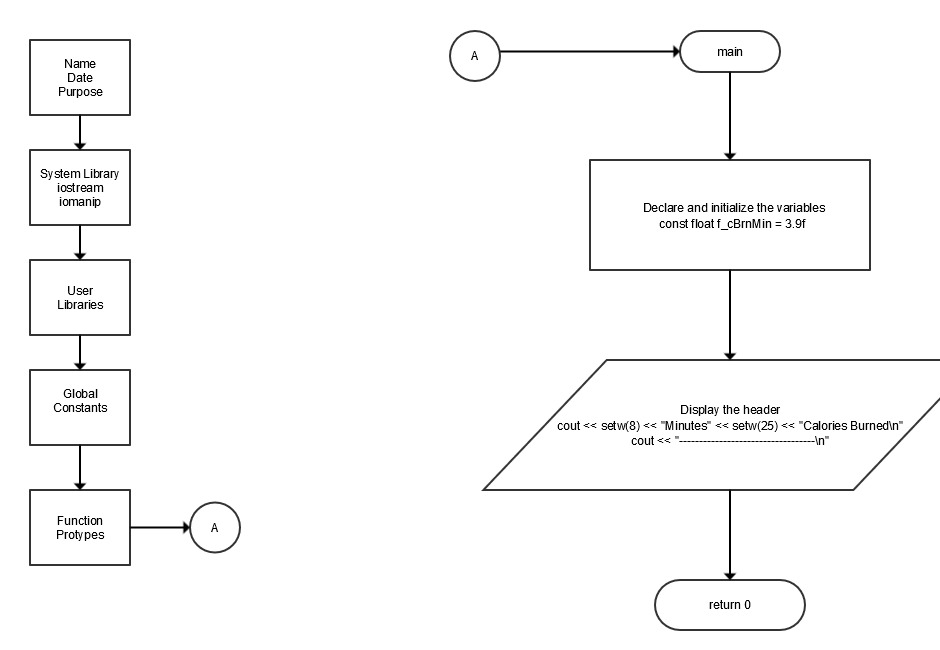 Name
Date
Purpose
System Library
iostream
iomanip
User
Libraries
Global
Constants
Function
Protypes
A
A
main
Declare and initialize the variables
const float f_cBrnMin = 3.9f
Display the header
cout << setw(8) << "Minutes" << setw(25) << "Calories Burned\n"
cout << "----------------------------------\n"
return 0